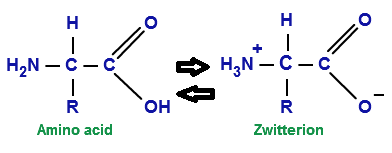 H O H O
H₂N C C H₃N + C C
R OH R O −
Amino acid Zwitterion